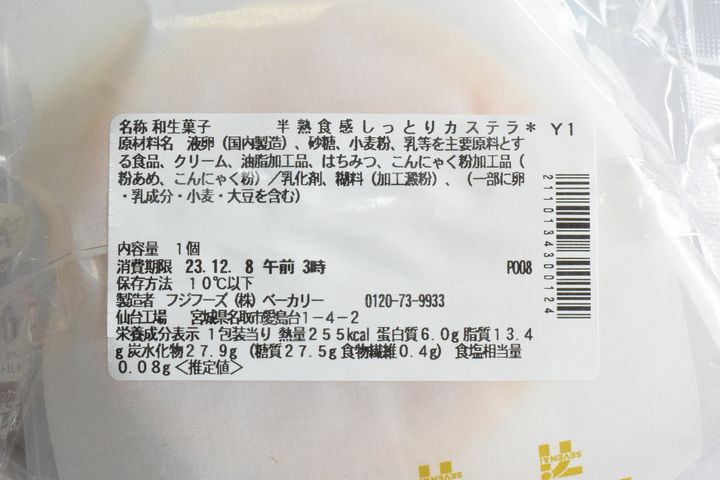 名称 和生菓子 半熟食感しっとりカステラ* Y1
原材料名 液卵(国内製造)、砂糖、小麦粉、乳等を主要原料とす
る食品、クリーム、油脂加工品、はちみつ、こんにゃく粉加工品(
粉あめ、こんにゃく粉)/乳化剤、糊料(加工澱粉)、(一部に卵
・乳成分・小麦・大豆を含む)
2110134300124
内容量 1個
消費期限 23.12. 8 午前 3時 P008
保存方法 10℃以下
製造者 フジフーズ(株)ベーカリー 0120-73-9933
仙台工場 宮城県名取市愛島台1-4-2
栄養成分表示 1包装当り 熱量255kcal 蛋白質6.0g 脂質13.4
g 炭水化物27.9g (糖質27.5g 食物繊維0.4g) 食塩相当量
0.08g<推定値>
SEVEN&i
SEVEN&i